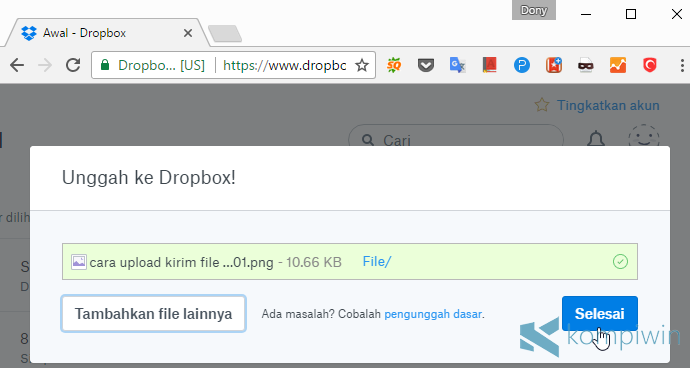 Dony
Awal - Dropbox
Dropbo... [US] https://www.dropbc
Tingkatkan akun
Cari
Unggah ke Dropbox!
r dilih
S
D
cara upload kirim file ...01.png - 10.66 KB File/
Tambahkan file lainnya
Ada masalah? Cobalah pengunggah dasar.
Selesai
kompiwin
8
S